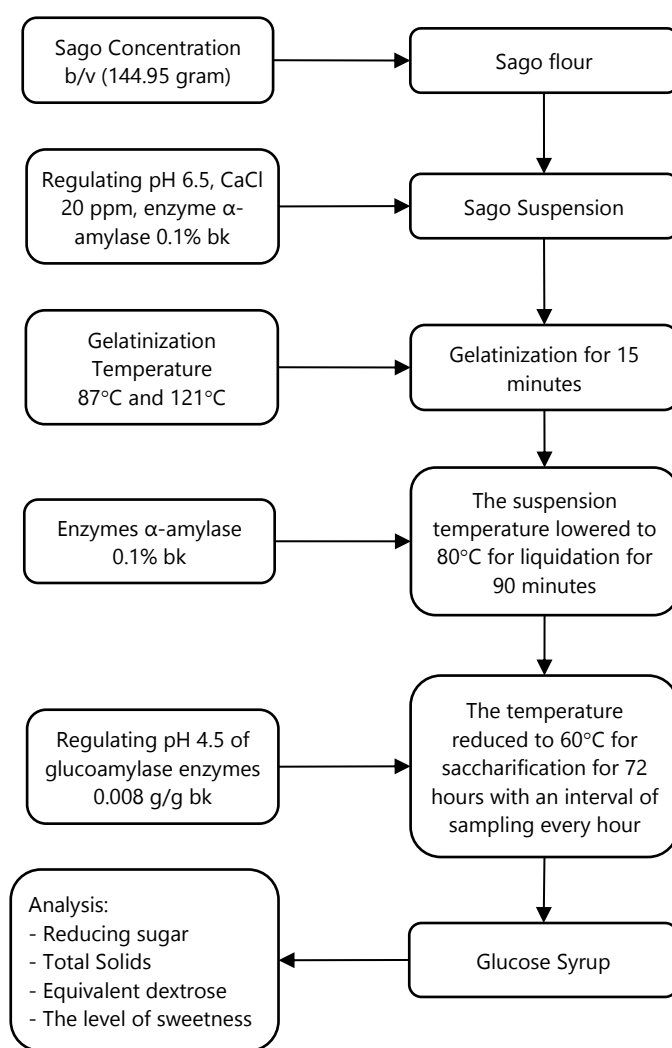 Sago Concentration
b/v (144.95 gram)
Sago flour
Regulating pH 6.5, CaCl
20 ppm, enzyme α-
amylase 0.1% bk
Sago Suspension
Gelatinization
Temperature
87°C and 121°C
Gelatinization for 15
minutes
Enzymes α-amylase
0.1% bk
The suspension
temperature lowered to
80°C for liquidation for
90 minutes
Regulating pH 4.5 of
glucoamylase enzymes
0.008 g/g bk
The temperature
reduced to 60°C for
saccharification for 72
hours with an interval of
sampling every hour
Analysis:
- Reducing sugar
- Total Solids
- Equivalent dextrose
- The level of sweetness
Glucose Syrup